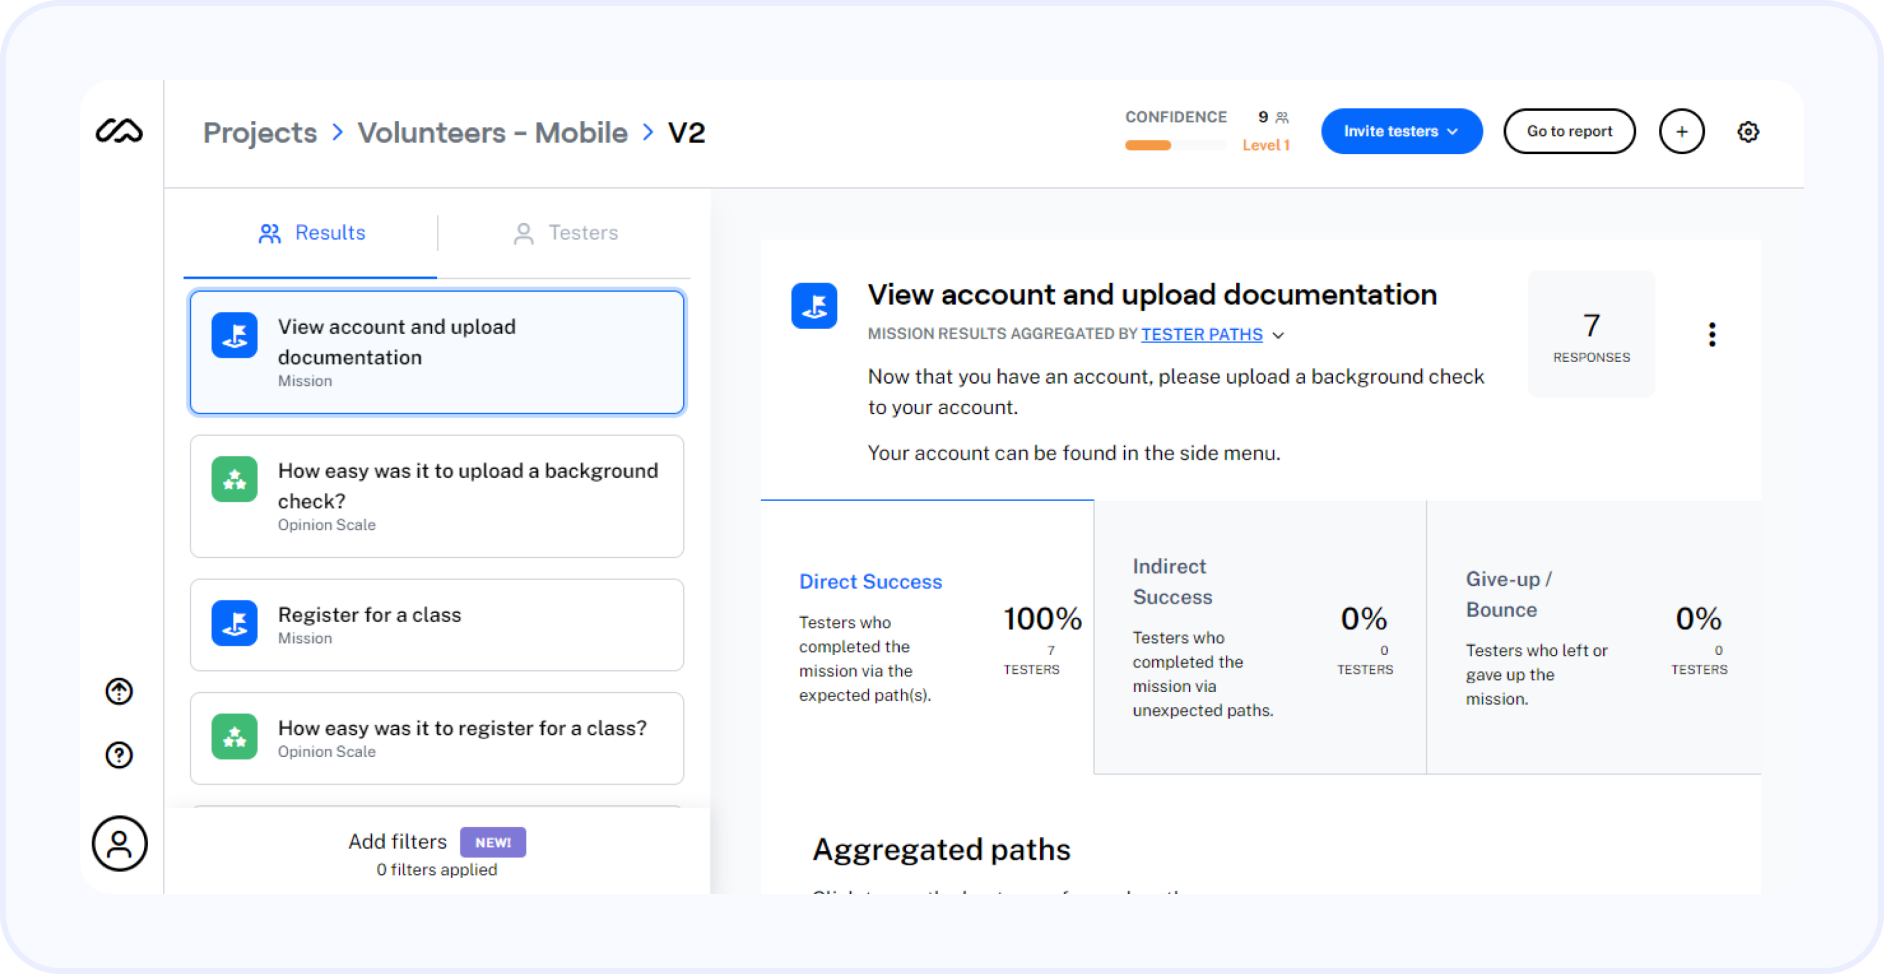 Projects > Volunteers – Mobile > V2
CONFIDENCE 9
Level 1
Invite testers
Go to report
Results
Testers
View account and upload
documentation
Mission
How easy was it to upload a background
check?
Opinion Scale
Register for a class
Mission
How easy was it to register for a class?
Opinion Scale
Add filters NEW!
0 filters applied
View account and upload documentation
MISSION RESULTS AGGREGATED BY TESTER PATHS
Now that you have an account, please upload a background check
to your account.
Your account can be found in the side menu.
7
RESPONSES
Direct Success
Testers who
completed the
mission via the
expected path(s).
100%
7
TESTERS
Indirect
Success
Testers who
completed the
mission via
unexpected paths.
0%
0
TESTERS
Give-up /
Bounce
Testers who left or
gave up the
mission.
0%
0
TESTERS
Aggregated paths